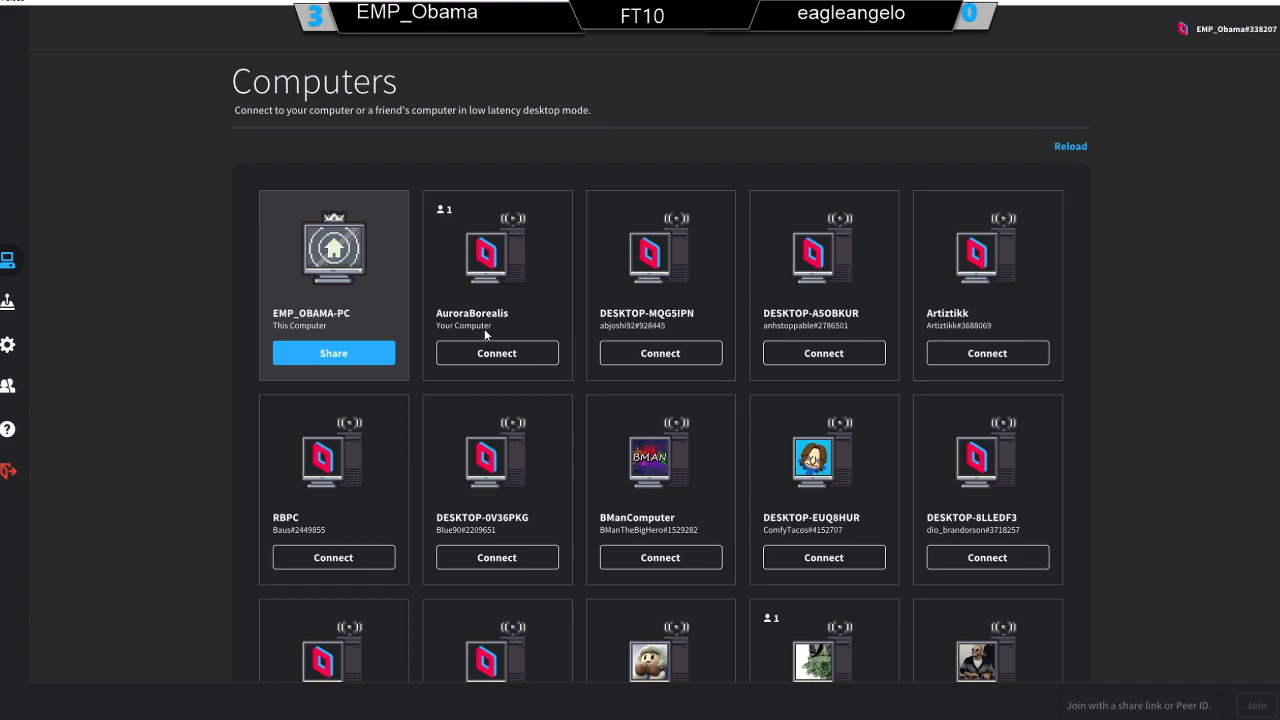 3 EMP_Obama FT10 eagleangelo 0
EMP_Obama#338207
Computers
Connect to your computer or a friend's computer in low latency desktop mode.
Reload
1
EMP_OBAMA-PC AuroraBorealis DESKTOP-MQG5IPN DESKTOP-A5OBKUR Artiztikk
This Computer Your Computer abjoshi92#928445 anhstoppable#2786501 Artiztikk#3688069
Share Connect Connect Connect Connect
BMAN
RBPC DESKTOP-0V36PKG BManComputer DESKTOP-EUQ8HUR DESKTOP-8LLEDF3
Baus#2449855 Blue90#2209651 BManTheBigHero#1529282 ComfyTacos#4152707 dio_brandorson#3718257
Connect Connect Connect Connect Connect
1
Join with a share link or Peer ID. Join